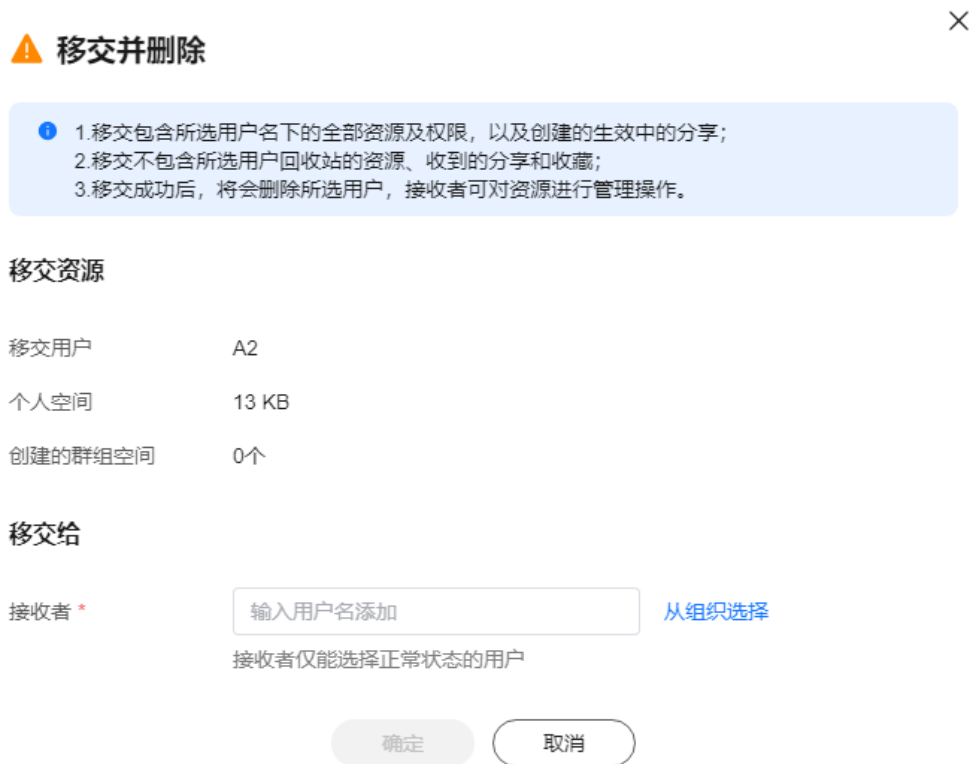 移交并删除
1.移交包含所选用户名下的全部资源及权限，以及创建的生效中的分享；
2.移交不包含所选用户回收站的资源、收到的分享和收藏；
3.移交成功后，将会删除所选用户，接收者可对资源进行管理操作。
移交资源
移交用户 A2
个人空间 13 KB
创建的群组空间 0个
移交给
接收者 * 输入用户名添加 从组织选择
接收者仅能选择正常状态的用户
确定 取消